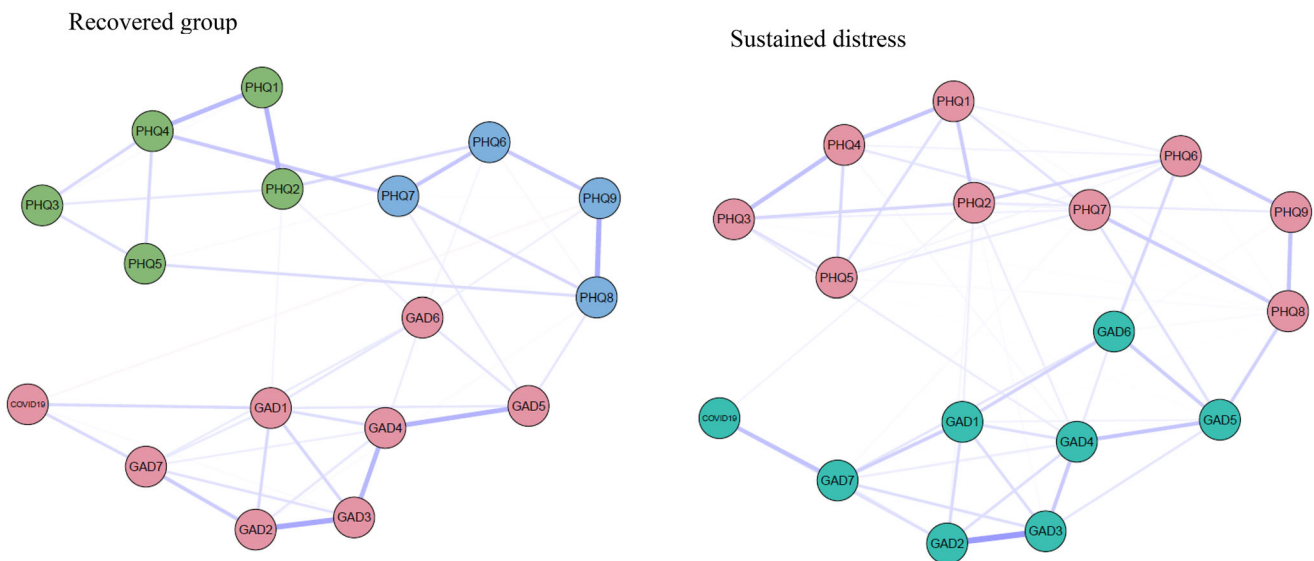 Recovered group
PHQ1
PHQ4
PHQ6
PHQ2
PHQ7
PHQ9
PHQ3
PHQ5
PHQ8
GAD6
COVID19
GAD1
GAD5
GAD4
GAD7
GAD3
GAD2
Sustained distress
PHQ1
PHQ4
PHQ6
PHQ2
PHQ7
PHQ9
PHQ3
PHQ5
PHQ8
GAD6
COVID19
GAD1
GAD5
GAD4
GAD7
GAD3
GAD2